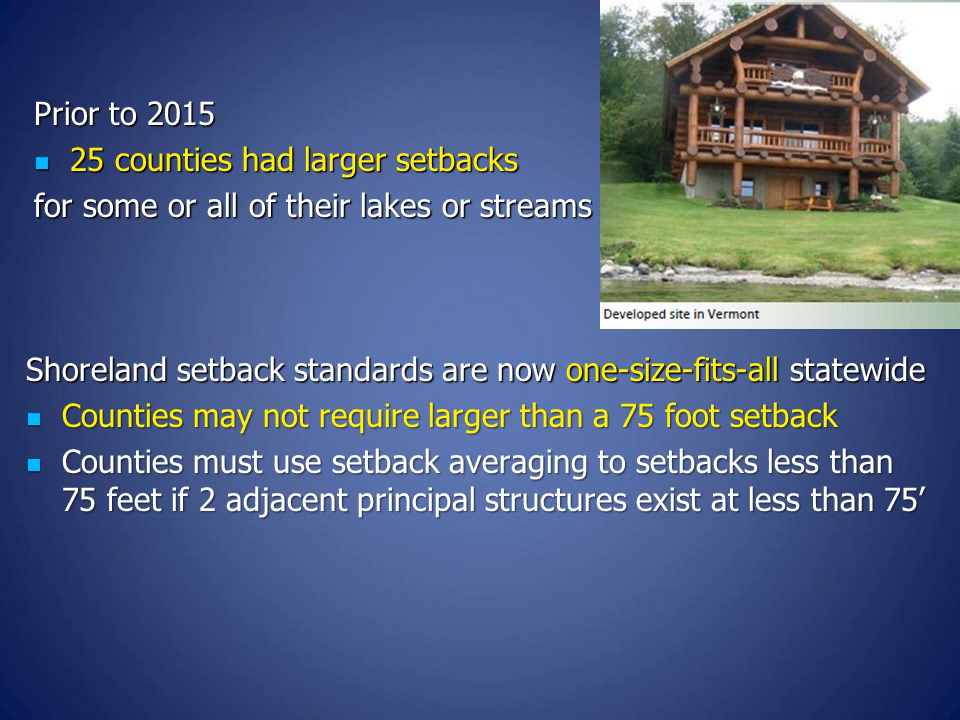 Prior to 2015
25 counties had larger setbacks
for some or all of their lakes or streams
Developed site in Vermont
Shoreland setback standards are now one-size-fits-all statewide
Counties may not require larger than a 75 foot setback
Counties must use setback averaging to setbacks less than
75 feet if 2 adjacent principal structures exist at less than 75’